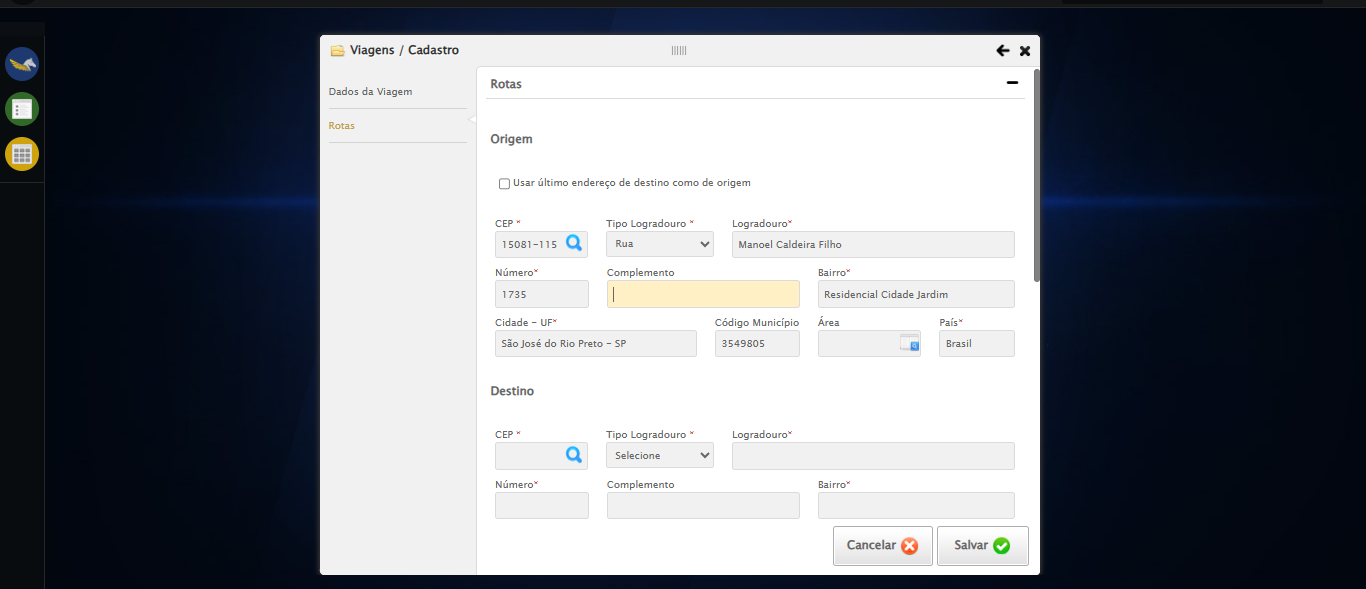 Viagens / Cadastro
Dados da Viagem
Rotas
Rotas
Origem
Usar último endereço de destino como de origem
CEP * Tipo Logradouro * Logradouro*
15081-115 Rua Manoel Caldeira Filho
Número* Complemento Bairro*
1735 Residencial Cidade Jardim
Cidade - UF* Código Município Área País*
São José do Rio Preto - SP 3549805 Brasil
Destino
CEP * Tipo Logradouro * Logradouro*
Selecione
Número* Complemento Bairro*
Cancelar Salvar